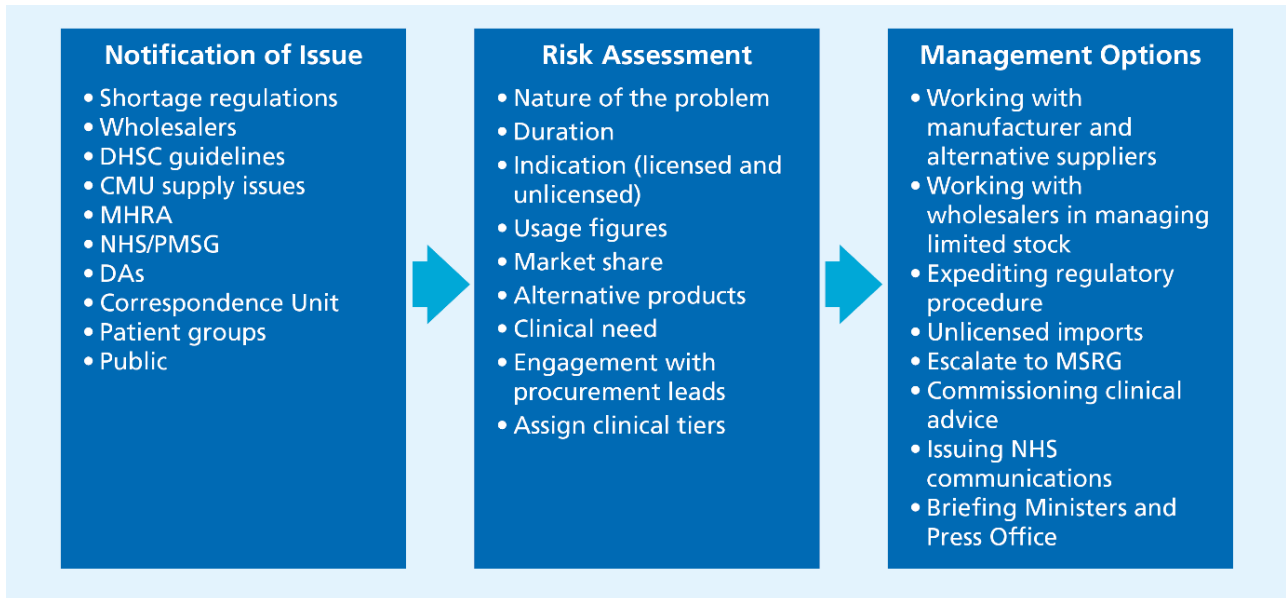 Notification of Issue
• Shortage regulations
• Wholesalers
• DHSC guidelines
• CMU supply issues
• MHRA
• NHS/PMSG
• DAs
• Correspondence Unit
• Patient groups
• Public
Risk Assessment
• Nature of the problem
• Duration
• Indication (licensed and
unlicensed)
• Usage figures
• Market share
• Alternative products
• Clinical need
• Engagement with
procurement leads
• Assign clinical tiers
Management Options
• Working with
manufacturer and
alternative suppliers
• Working with
wholesalers in managing
limited stock
• Expediting regulatory
procedure
• Unlicensed imports
• Escalate to MSRG
• Commissioning clinical
advice
• Issuing NHS
communications
• Briefing Ministers and
Press Office